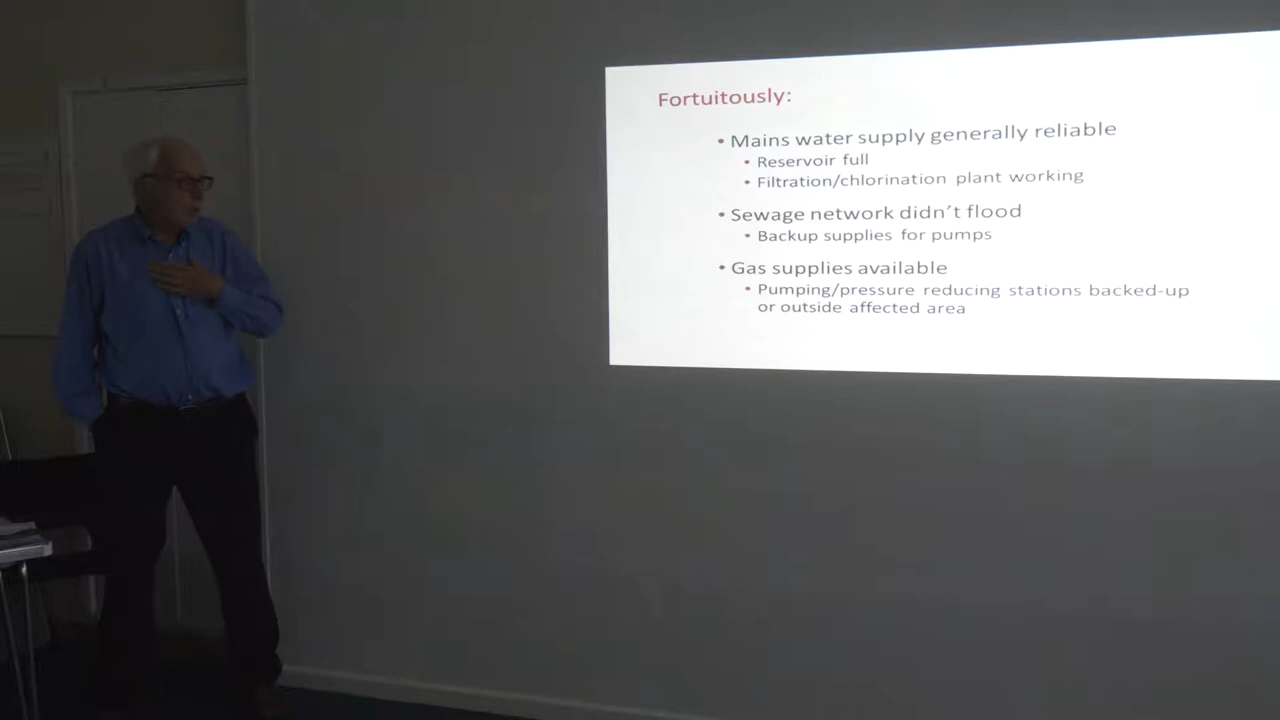 Fortuitously:
• Mains water supply generally reliable
• Reservoir full
• Filtration/chlorination plant working
• Sewage network didn't flood
• Backup supplies for pumps
• Gas supplies available
• Pumping/pressure reducing stations backed-up
or outside affected area